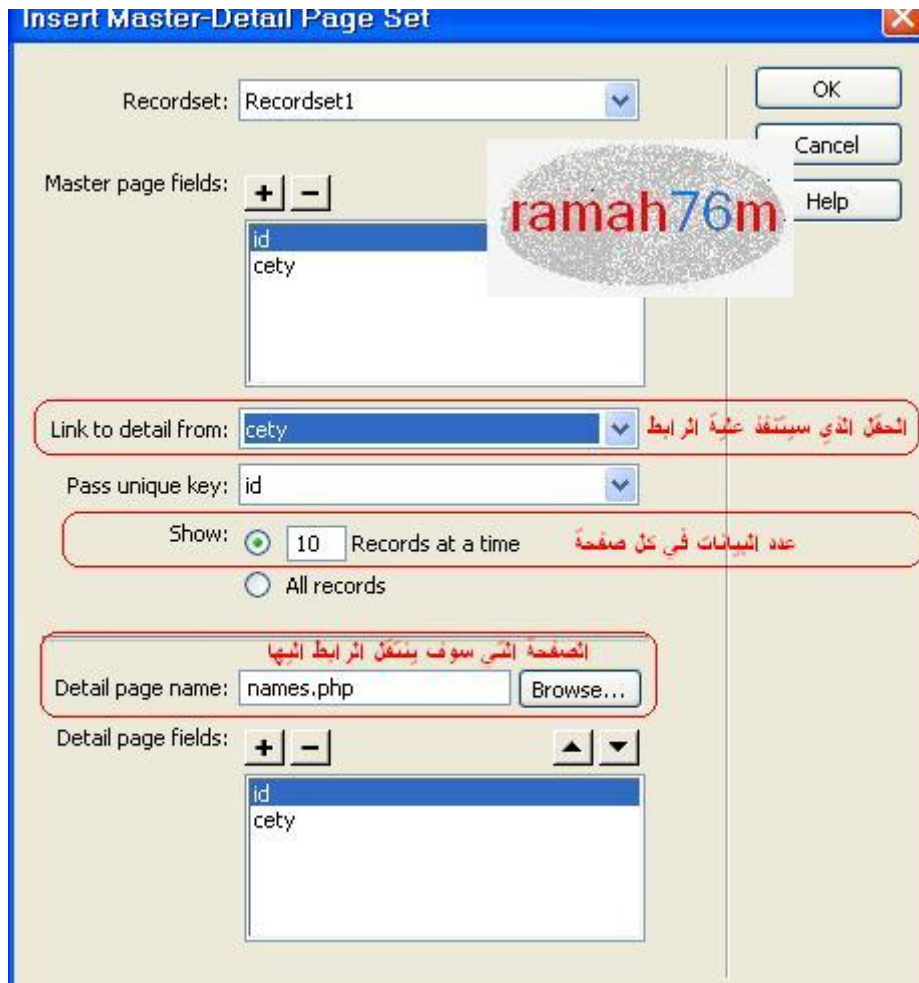 Insert Master-Detail Page Set
Recordset: Recordset1
OK
Cancel
Help
Master page fields:
+ −
ramah76m
id
cety
Link to detail from: cety الحقل الذي سيتنفذ علية الرابط
Pass unique key: id
Show: 10 Records at a time عدد البيانات في كل صفحة
All records
الصفحة التي سوف ينتقل الرابط اليها
Detail page name: names.php Browse...
Detail page fields:
+ −
id
cety